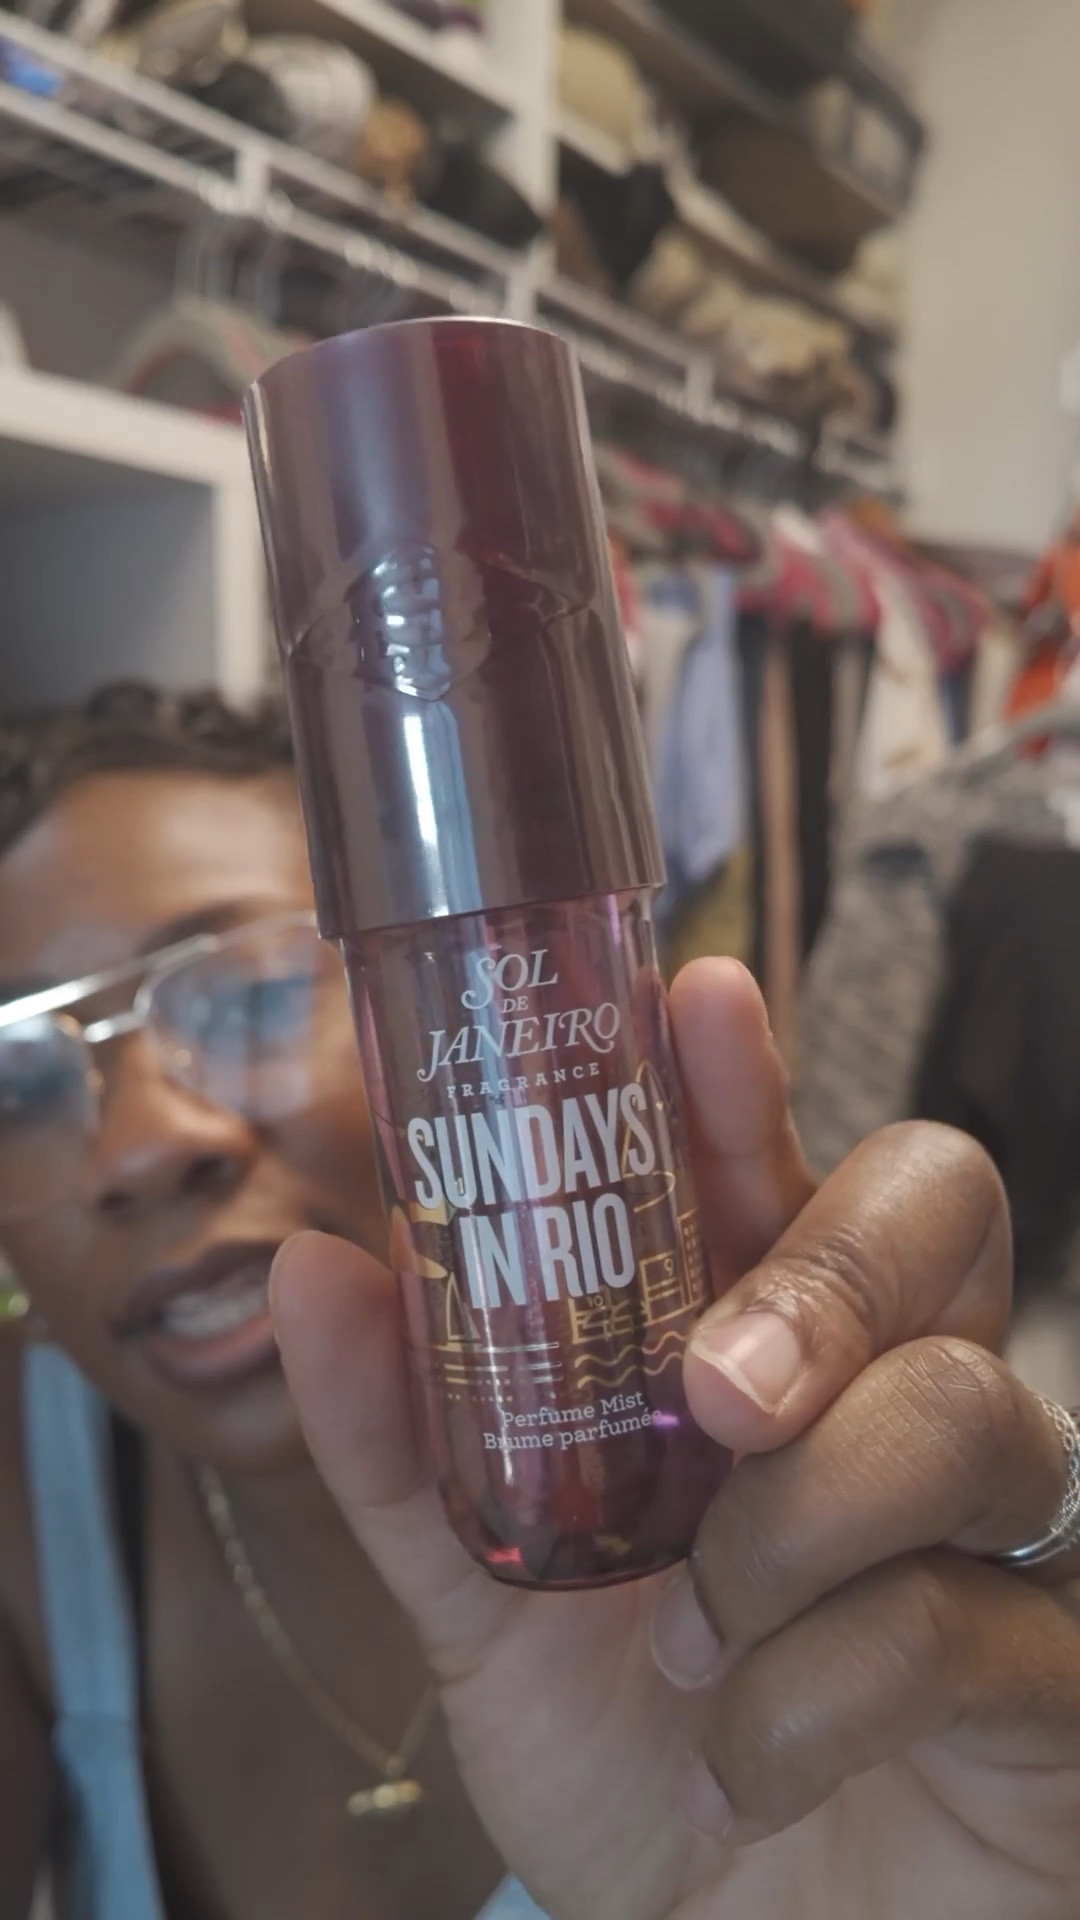 SOL
DE
JANEIRO
FRAGRANCE
SUNDAYS
IN RIO
Perfume Mist
Brume parfumée